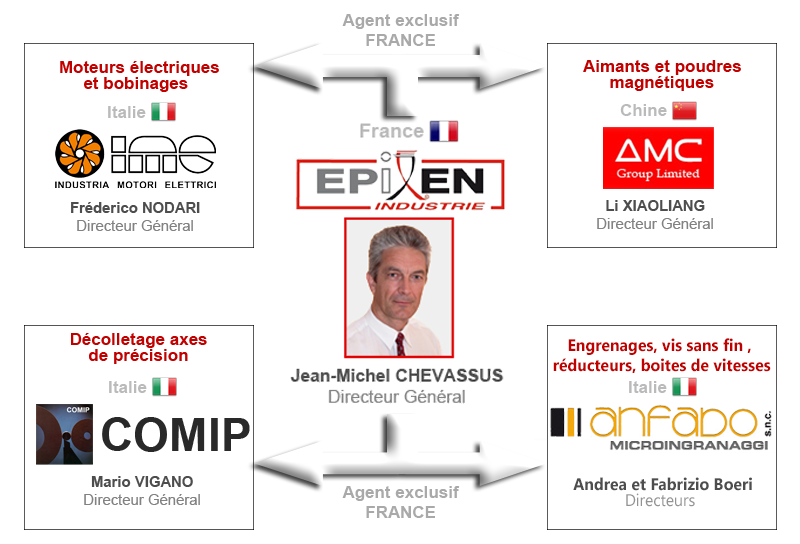 Agent exclusif
FRANCE
Moteurs électriques
et bobinages
Italie
ime
INDUSTRIA MOTORI ELETTRICI
Fréderico NODARI
Directeur Général
Aimants et poudres
magnétiques
Chine
AMC
Group Limited
Li XIAOLIANG
Directeur Général
France
EPIXEN
INDUSTRIE
Jean-Michel CHEVASSUS
Directeur Général
Décolletage axes
de précision
Italie
COMIP
COMIP
Mario VIGANO
Directeur Général
Engrenages, vis sans fin ,
réducteurs, boites de vitesses
Italie
anfabo s.n.c.
MICROINGRANAGGI
Andrea et Fabrizio Boeri
Directeurs
Agent exclusif
FRANCE